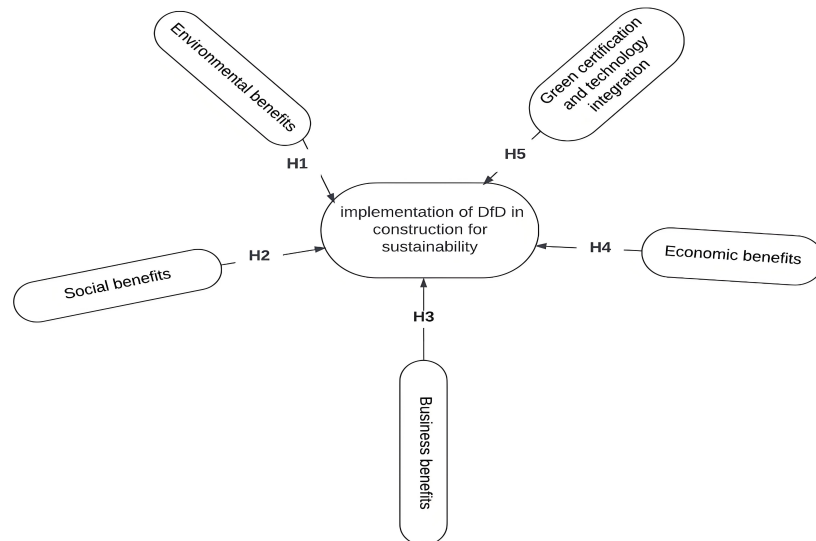 Environmental benefits
Green certification
and technology
integration
H1
H5
implementation of DfD in
construction for
sustainability
H2
H4
Social benefits
Economic benefits
H3
Business benefits